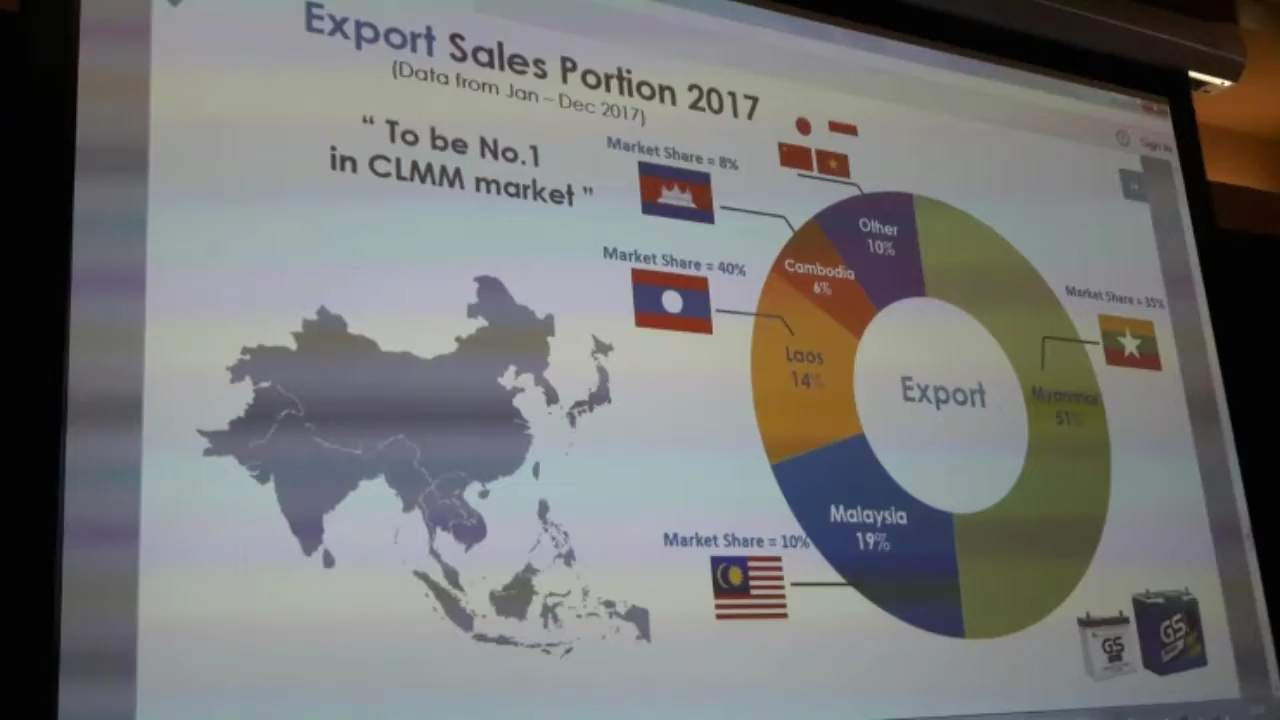 Export Sales Portion 2017
(Data from Jan – Dec 2017)
“ To be No.1
in CLMM market ”
Sign in
Market Share = 8%
Market Share = 40%
Market Share = 35%
Market Share = 10%
Other
10%
Cambodia
6%
Laos
14%
Myanmar
51%
Malaysia
19%
Export
GS
GS